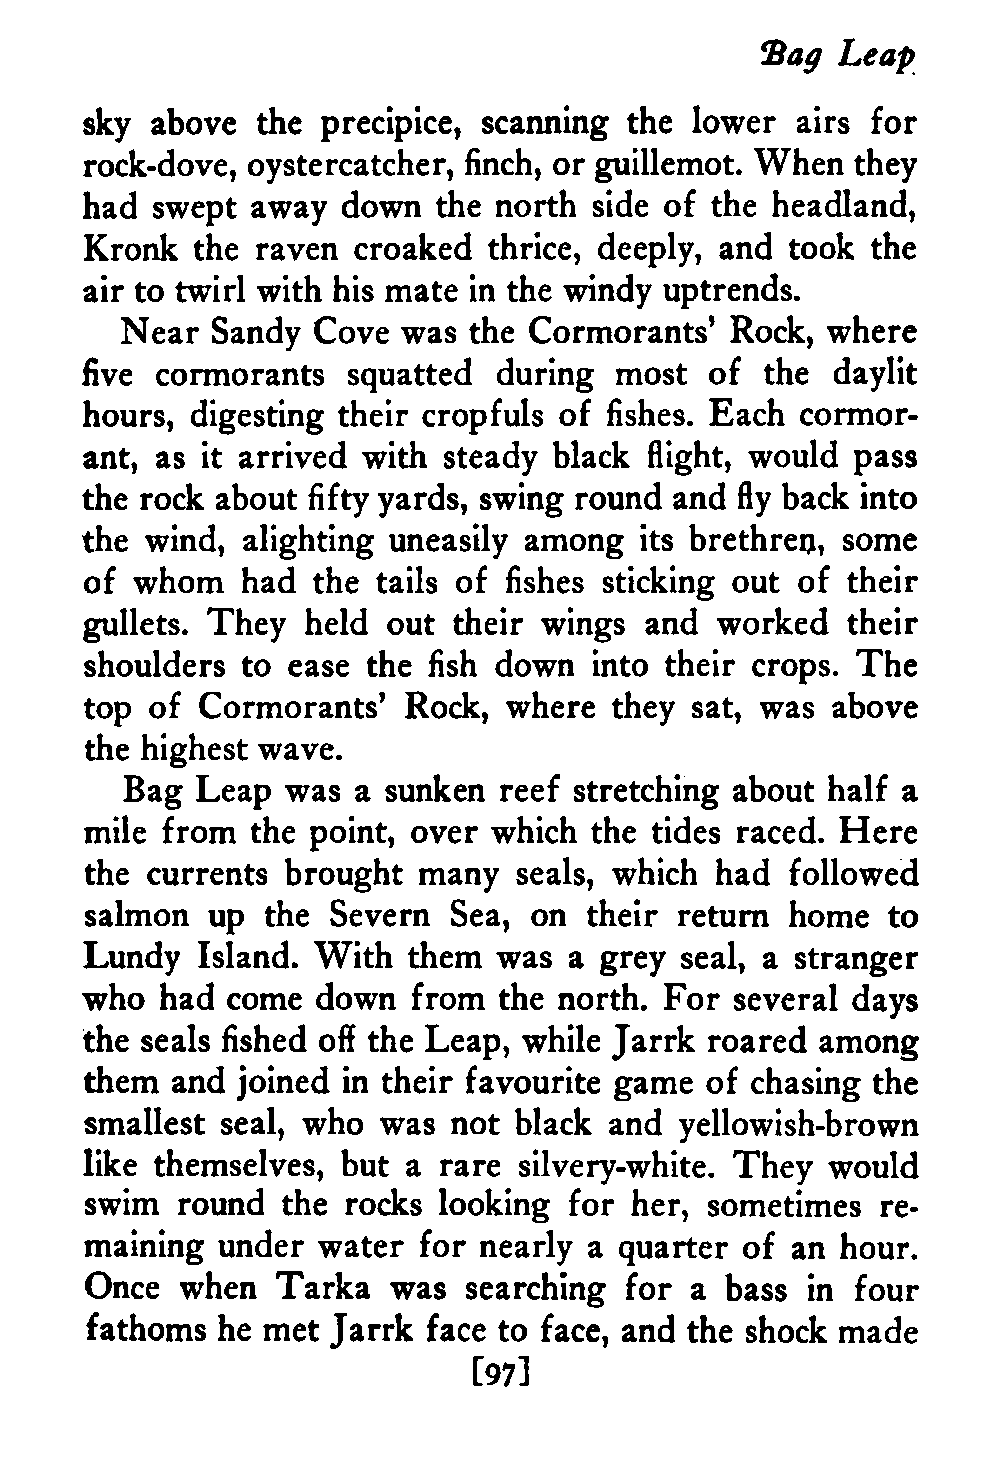 Bag Leap
sky above the precipice, scanning the lower airs for
rock-dove, oystercatcher, finch, or guillemot. When they
had swept away down the north side of the headland,
Kronk the raven croaked thrice, deeply, and took the
air to twirl with his mate in the windy uptrends.
Near Sandy Cove was the Cormorants' Rock, where
five cormorants squatted during most of the daylit
hours, digesting their cropfuls of fishes. Each cormor-
ant, as it arrived with steady black flight, would pass
the rock about fifty yards, swing round and fly back into
the wind, alighting uneasily among its brethren, some
of whom had the tails of fishes sticking out of their
gullets. They held out their wings and worked their
shoulders to ease the fish down into their crops. The
top of Cormorants' Rock, where they sat, was above
the highest wave.
Bag Leap was a sunken reef stretching about half a
mile from the point, over which the tides raced. Here
the currents brought many seals, which had followed
salmon up the Severn Sea, on their return home to
Lundy Island. With them was a grey seal, a stranger
who had come down from the north. For several days
the seals fished off the Leap, while Jarrk roared among
them and joined in their favourite game of chasing the
smallest seal, who was not black and yellowish-brown
like themselves, but a rare silvery-white. They would
swim round the rocks looking for her, sometimes re-
maining under water for nearly a quarter of an hour.
Once when Tarka was searching for a bass in four
fathoms he met Jarrk face to face, and the shock made
[97]